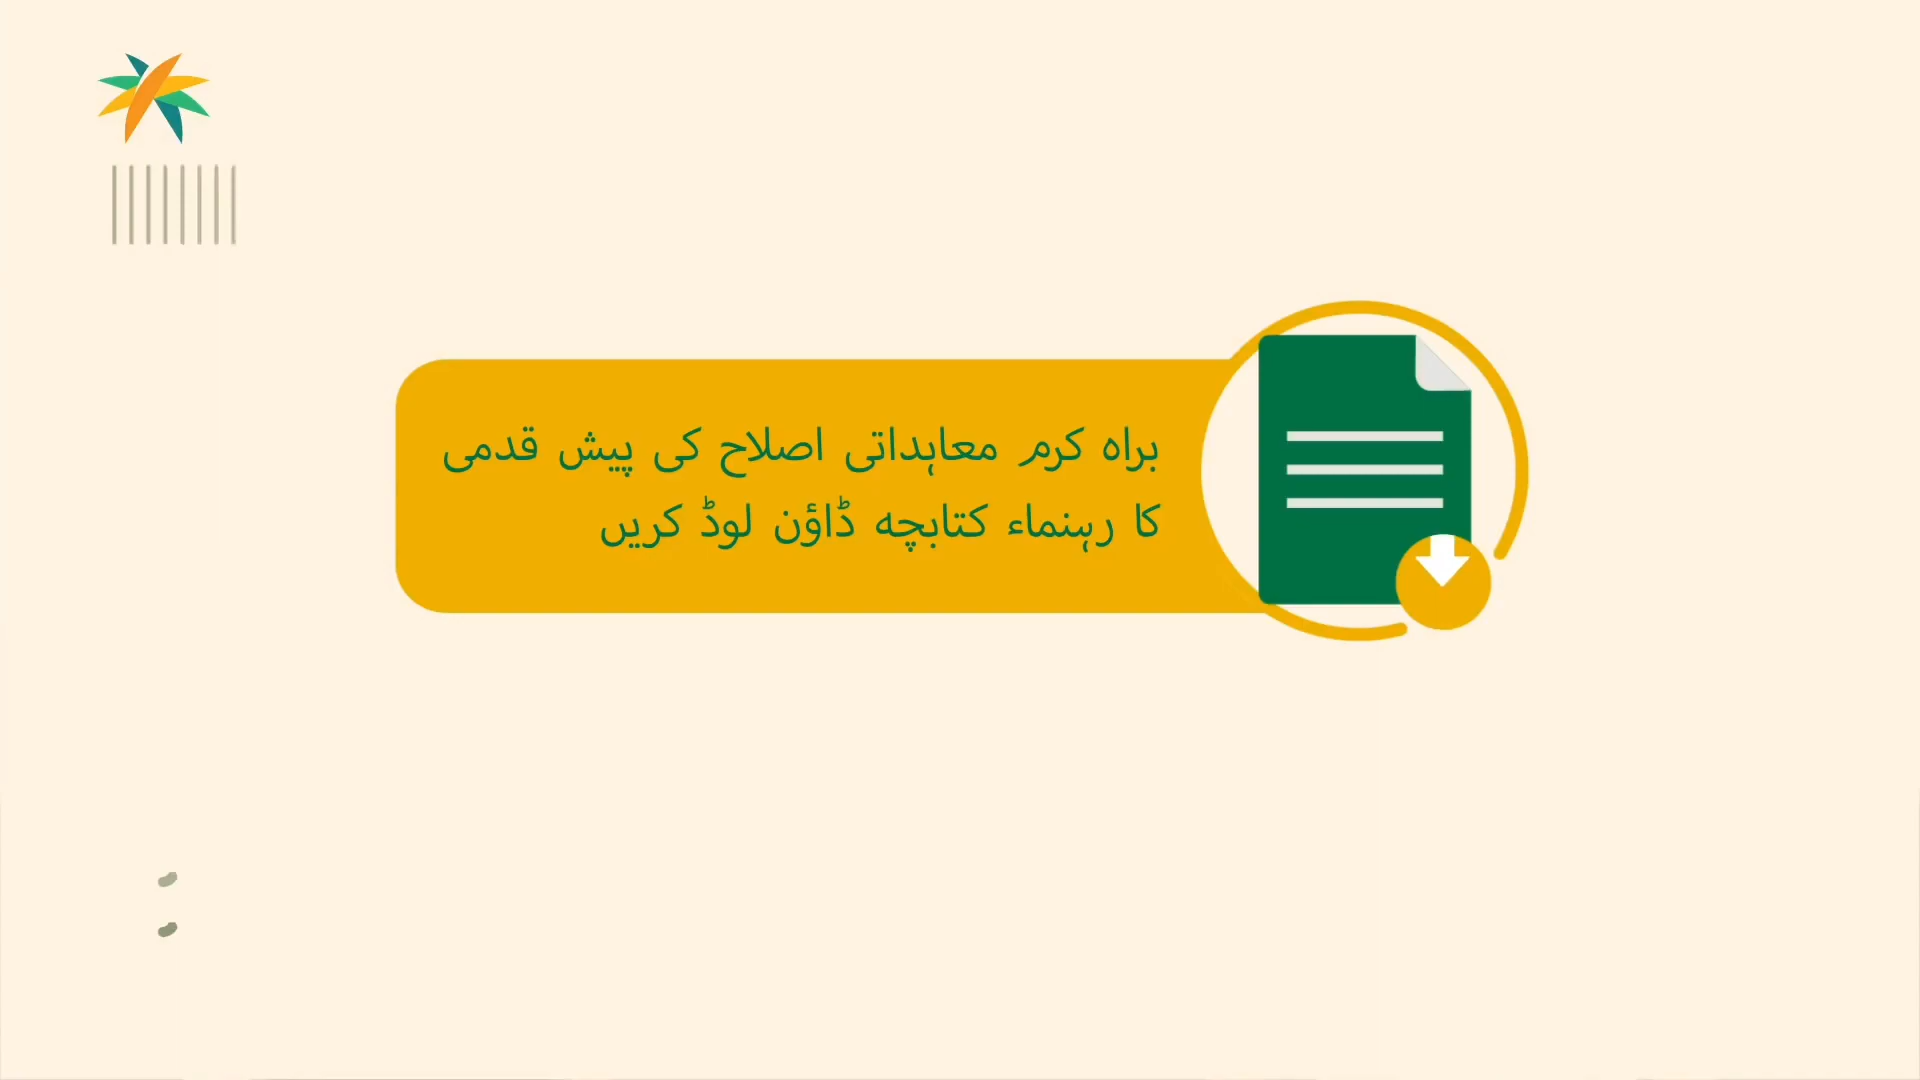 براہ کرم معاہداتی اصلاح کی پیش قدمی
کا رہنماء کتابچہ ڈاؤن لوڈ کریں